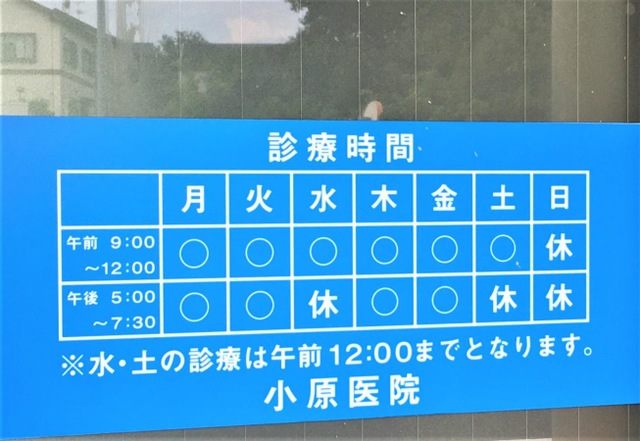 診療時間
月 火 水 木 金 土 日
午前 9:00 ～12:00 ○ ○ ○ ○ ○ ○ 休
午後 5:00 ～7:30 ○ ○ 休 ○ ○ 休 休
※水・土の診療は午前12:00までとなります。
小原医院